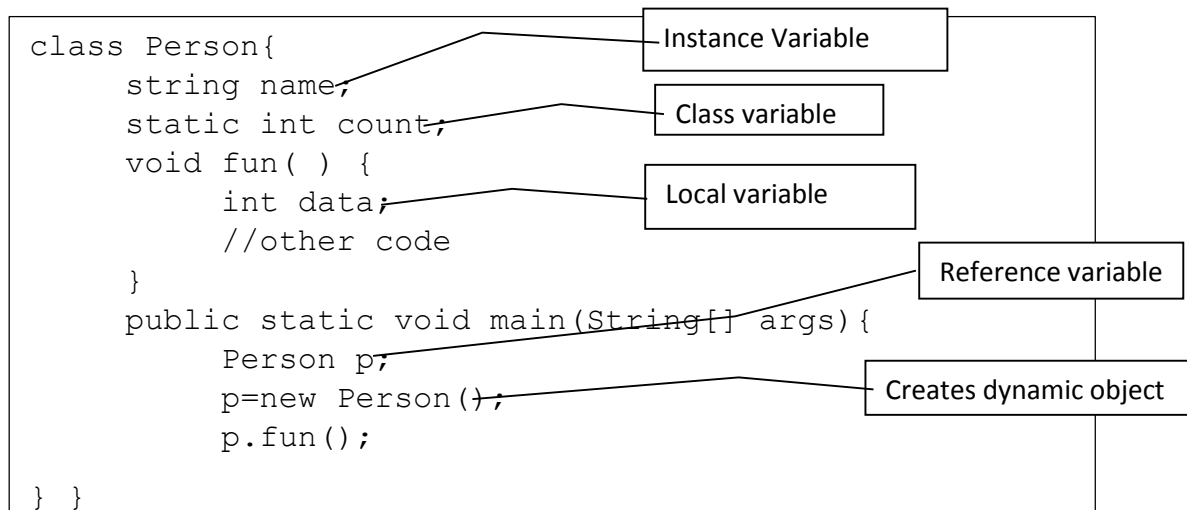 class Person{
Instance Variable
string name;
static int count;
Class variable
void fun( ) {
int data;
Local variable
//other code
}
Reference variable
public static void main(String[] args){
Person p;
p=new Person();
Creates dynamic object
p.fun();
} }